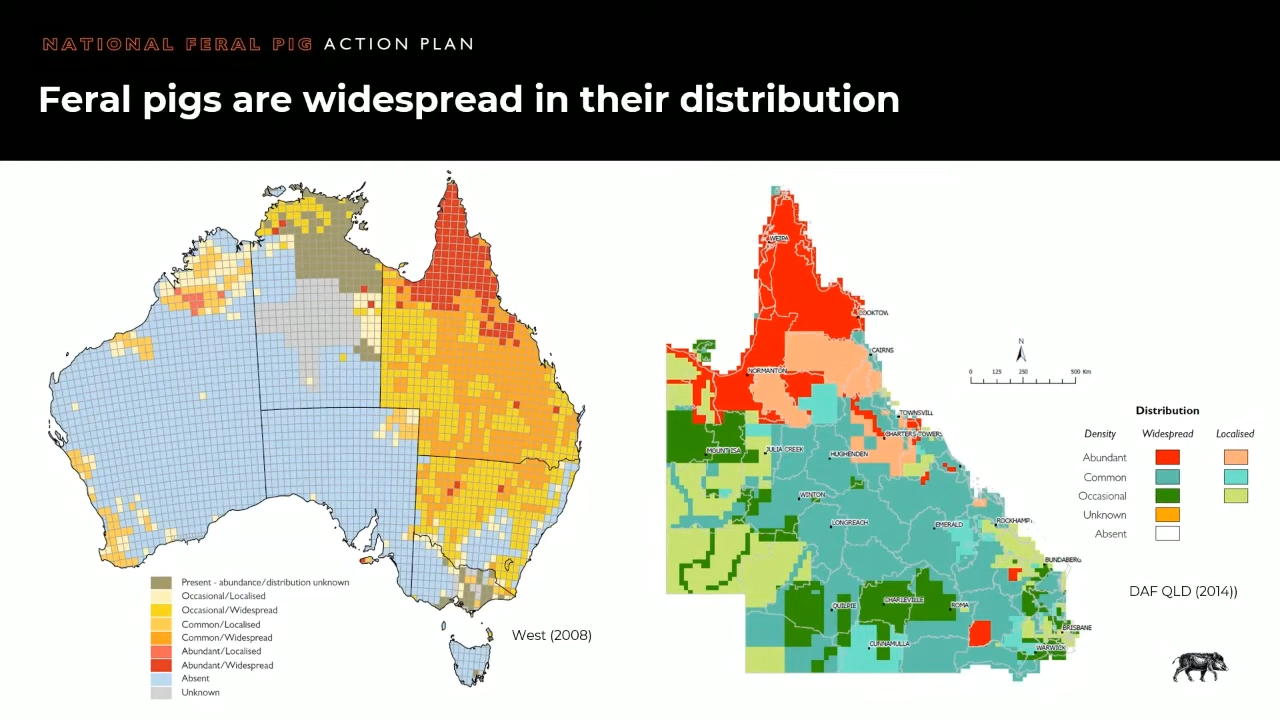 NATIONAL FERAL PIG ACTION PLAN
Feral pigs are widespread in their distribution
Present - abundance/distribution unknown
Occasional/Localised
Occasional/Widespread
Common/Localised
Common/Widespread
Abundant/Localised
Abundant/Widespread
Absent
Unknown
West (2008)
WEIPA
COOKTOW
CAIRNS
NORMANTON
TOWNSVILL
CHARTERS TOWERS
MOUNT ISA
JULIA CREEK
HUGHENDEN
WINTON
LONGREACH
EMERALD
ROCKHAMP
BUNDABERG
QUILPIE
CHARLEVILLE
ROMA
BRISBANE
CUNNAMULLA
WARWICK
N
0 125 250 500 Km
Distribution
Density Widespread Localised
Abundant
Common
Occasional
Unknown
Absent
DAF QLD (2014))